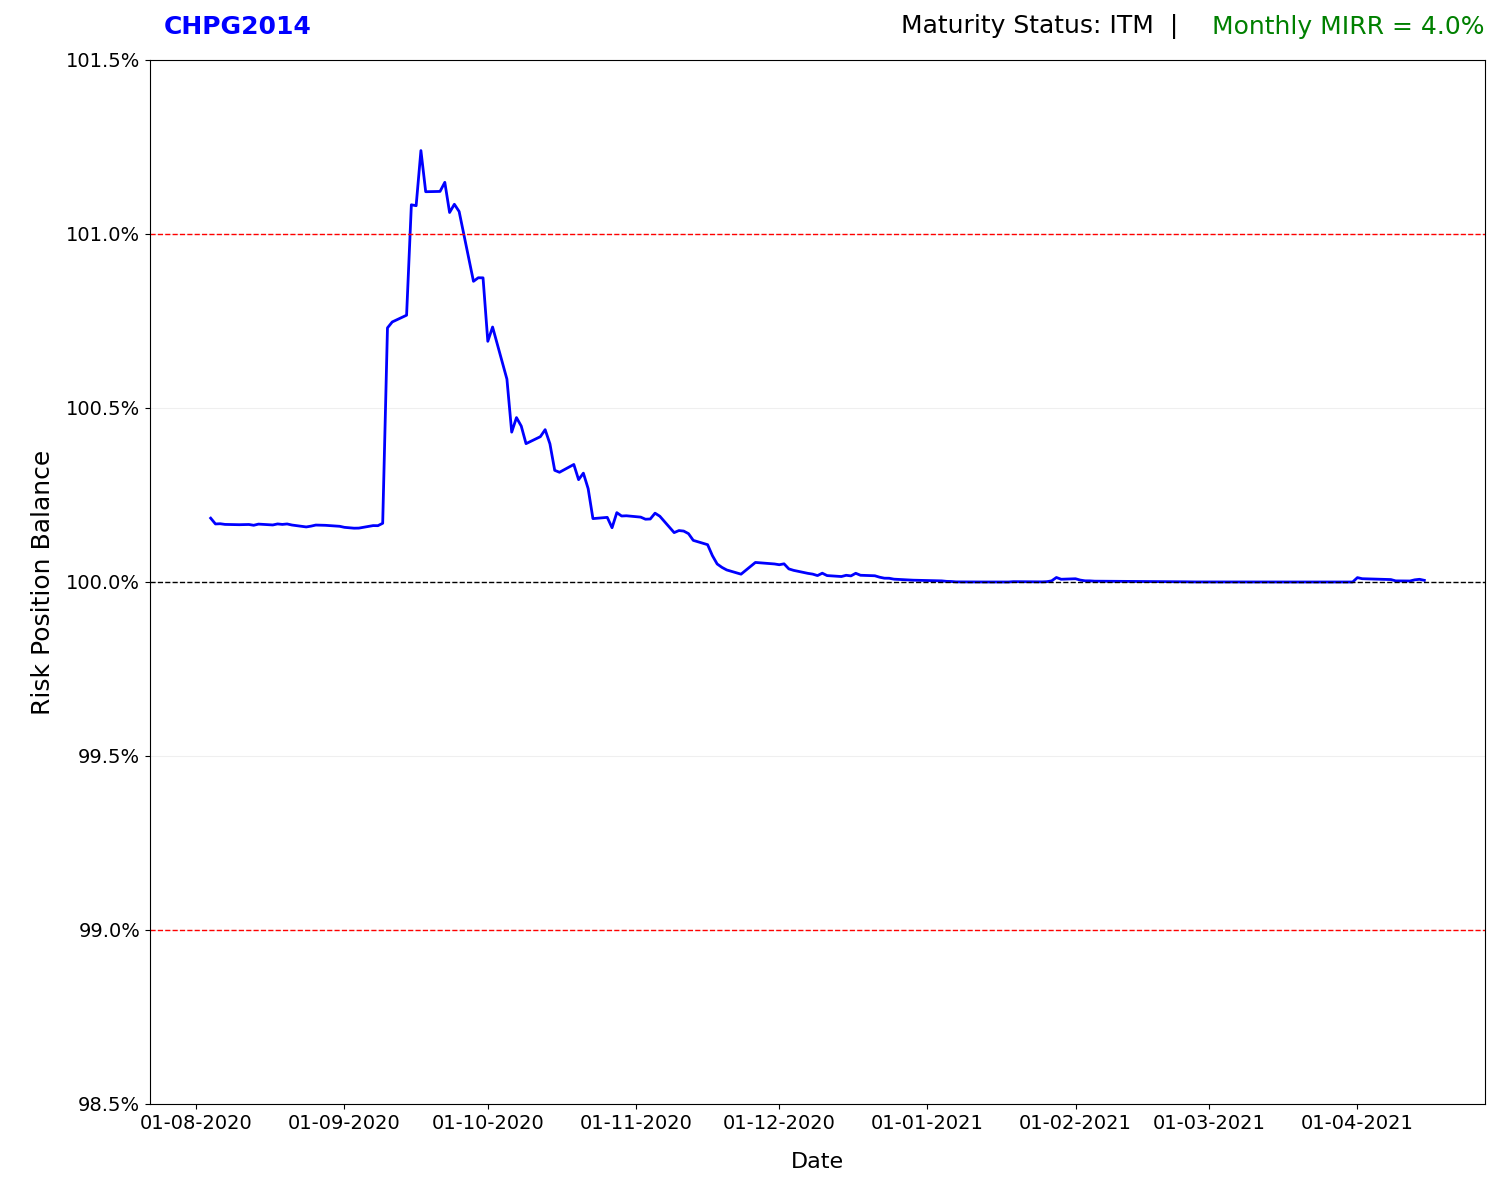 CHPG2014
Maturity Status: ITM | Monthly MIRR = 4.0%
101.5%
101.0%
100.5%
100.0%
99.5%
99.0%
98.5%
Risk Position Balance
01-08-2020 01-09-2020 01-10-2020 01-11-2020 01-12-2020 01-01-2021 01-02-2021 01-03-2021 01-04-2021
Date